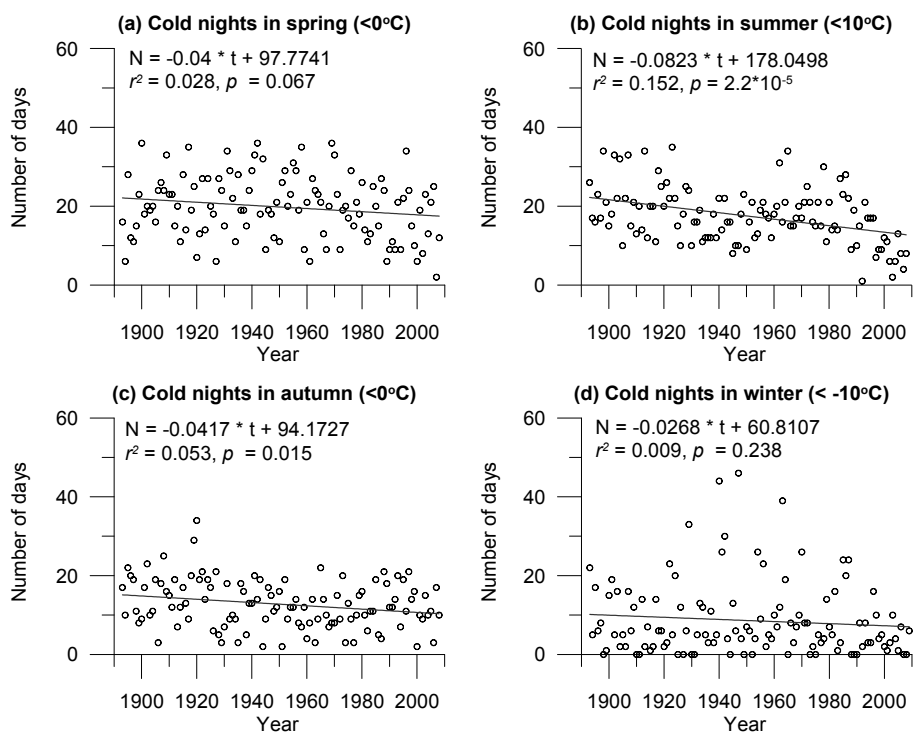 (a) Cold nights in spring (<0°C)
N = -0.04 * t + 97.7741
r² = 0.028, p = 0.067
Number of days
60
40
20
0
1900 1920 1940 1960 1980 2000
Year
(b) Cold nights in summer (<10°C)
N = -0.0823 * t + 178.0498
r² = 0.152, p = 2.2*10⁻⁵
Number of days
60
40
20
0
1900 1920 1940 1960 1980 2000
Year
(c) Cold nights in autumn (<0°C)
N = -0.0417 * t + 94.1727
r² = 0.053, p = 0.015
Number of days
60
40
20
0
1900 1920 1940 1960 1980 2000
Year
(d) Cold nights in winter (< -10°C)
N = -0.0268 * t + 60.8107
r² = 0.009, p = 0.238
Number of days
60
40
20
0
1900 1920 1940 1960 1980 2000
Year